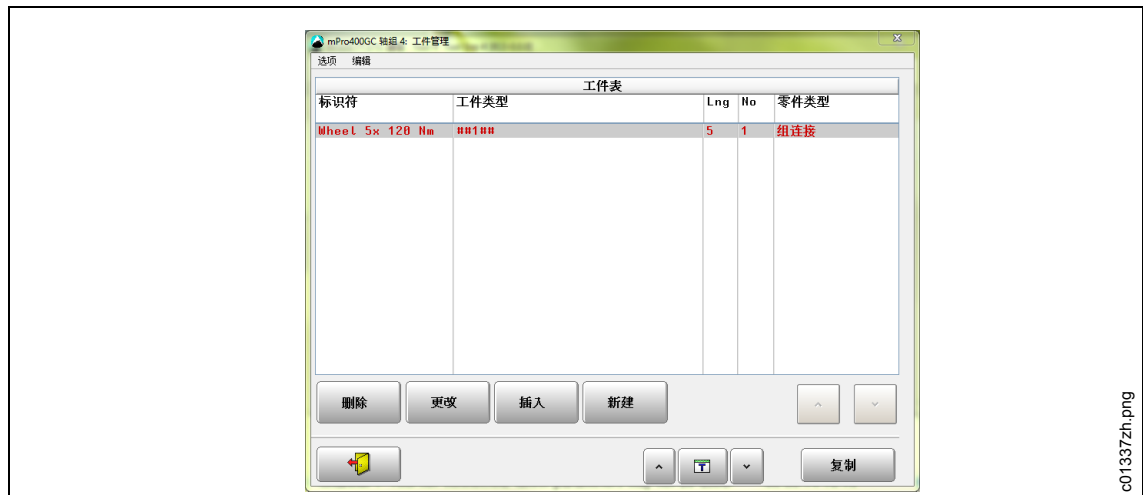 mPro400GC 轴组 4: 工件管理
选项 编辑
工件表
标识符 工件类型 Lng No 零件类型
Wheel 5x 120 Nm ##1## 5 1 组连接
删除 更改 插入 新建
T 复制
c01337zh.png